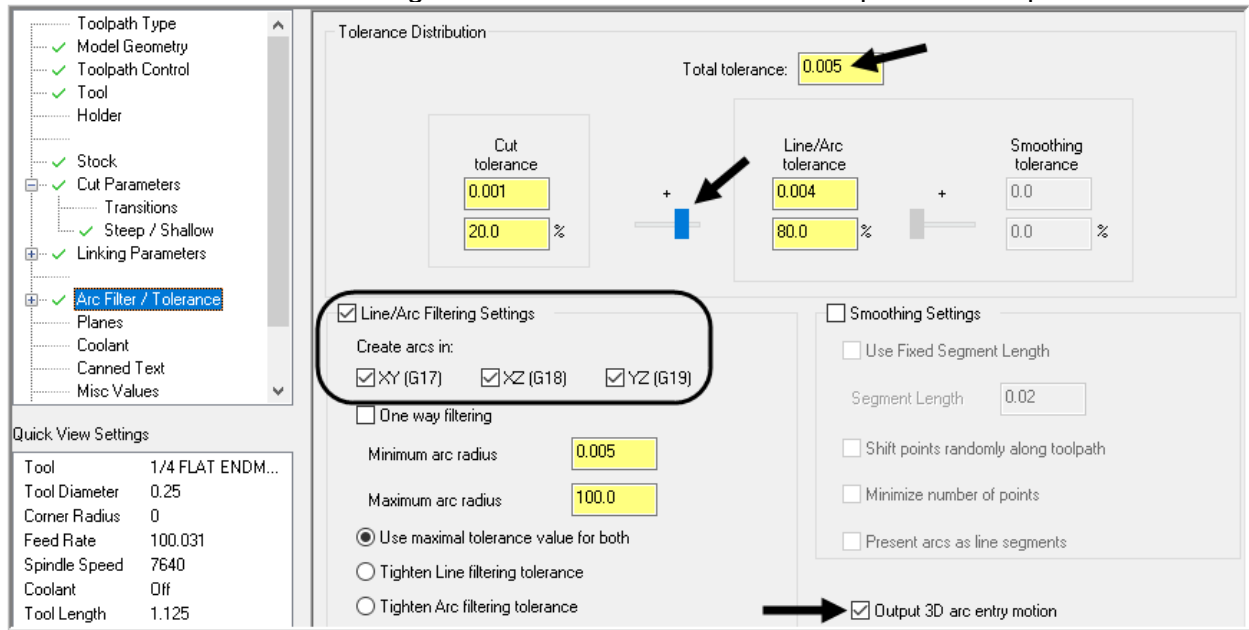 Toolpath Type
Model Geometry
Toolpath Control
Tool
Holder
Stock
Cut Parameters
Transitions
Steep / Shallow
Linking Parameters
Arc Filter / Tolerance
Planes
Coolant
Canned Text
Misc Values
Quick View Settings
Tool 1/4 FLAT ENDM...
Tool Diameter 0.25
Corner Radius 0
Feed Rate 100.031
Spindle Speed 7640
Coolant Off
Tool Length 1.125
Tolerance Distribution
Total tolerance: 0.005
Cut
tolerance
0.001
20.0 %
+
Line/Arc
tolerance
0.004
80.0 %
+
Smoothing
tolerance
0.0
0.0 %
Line/Arc Filtering Settings
Create arcs in:
XY (G17) XZ (G18) YZ (G19)
One way filtering
Minimum arc radius 0.005
Maximum arc radius 100.0
Use maximal tolerance value for both
Tighten Line filtering tolerance
Tighten Arc filtering tolerance
Smoothing Settings
Use Fixed Segment Length
Segment Length 0.02
Shift points randomly along toolpath
Minimize number of points
Present arcs as line segments
Output 3D arc entry motion